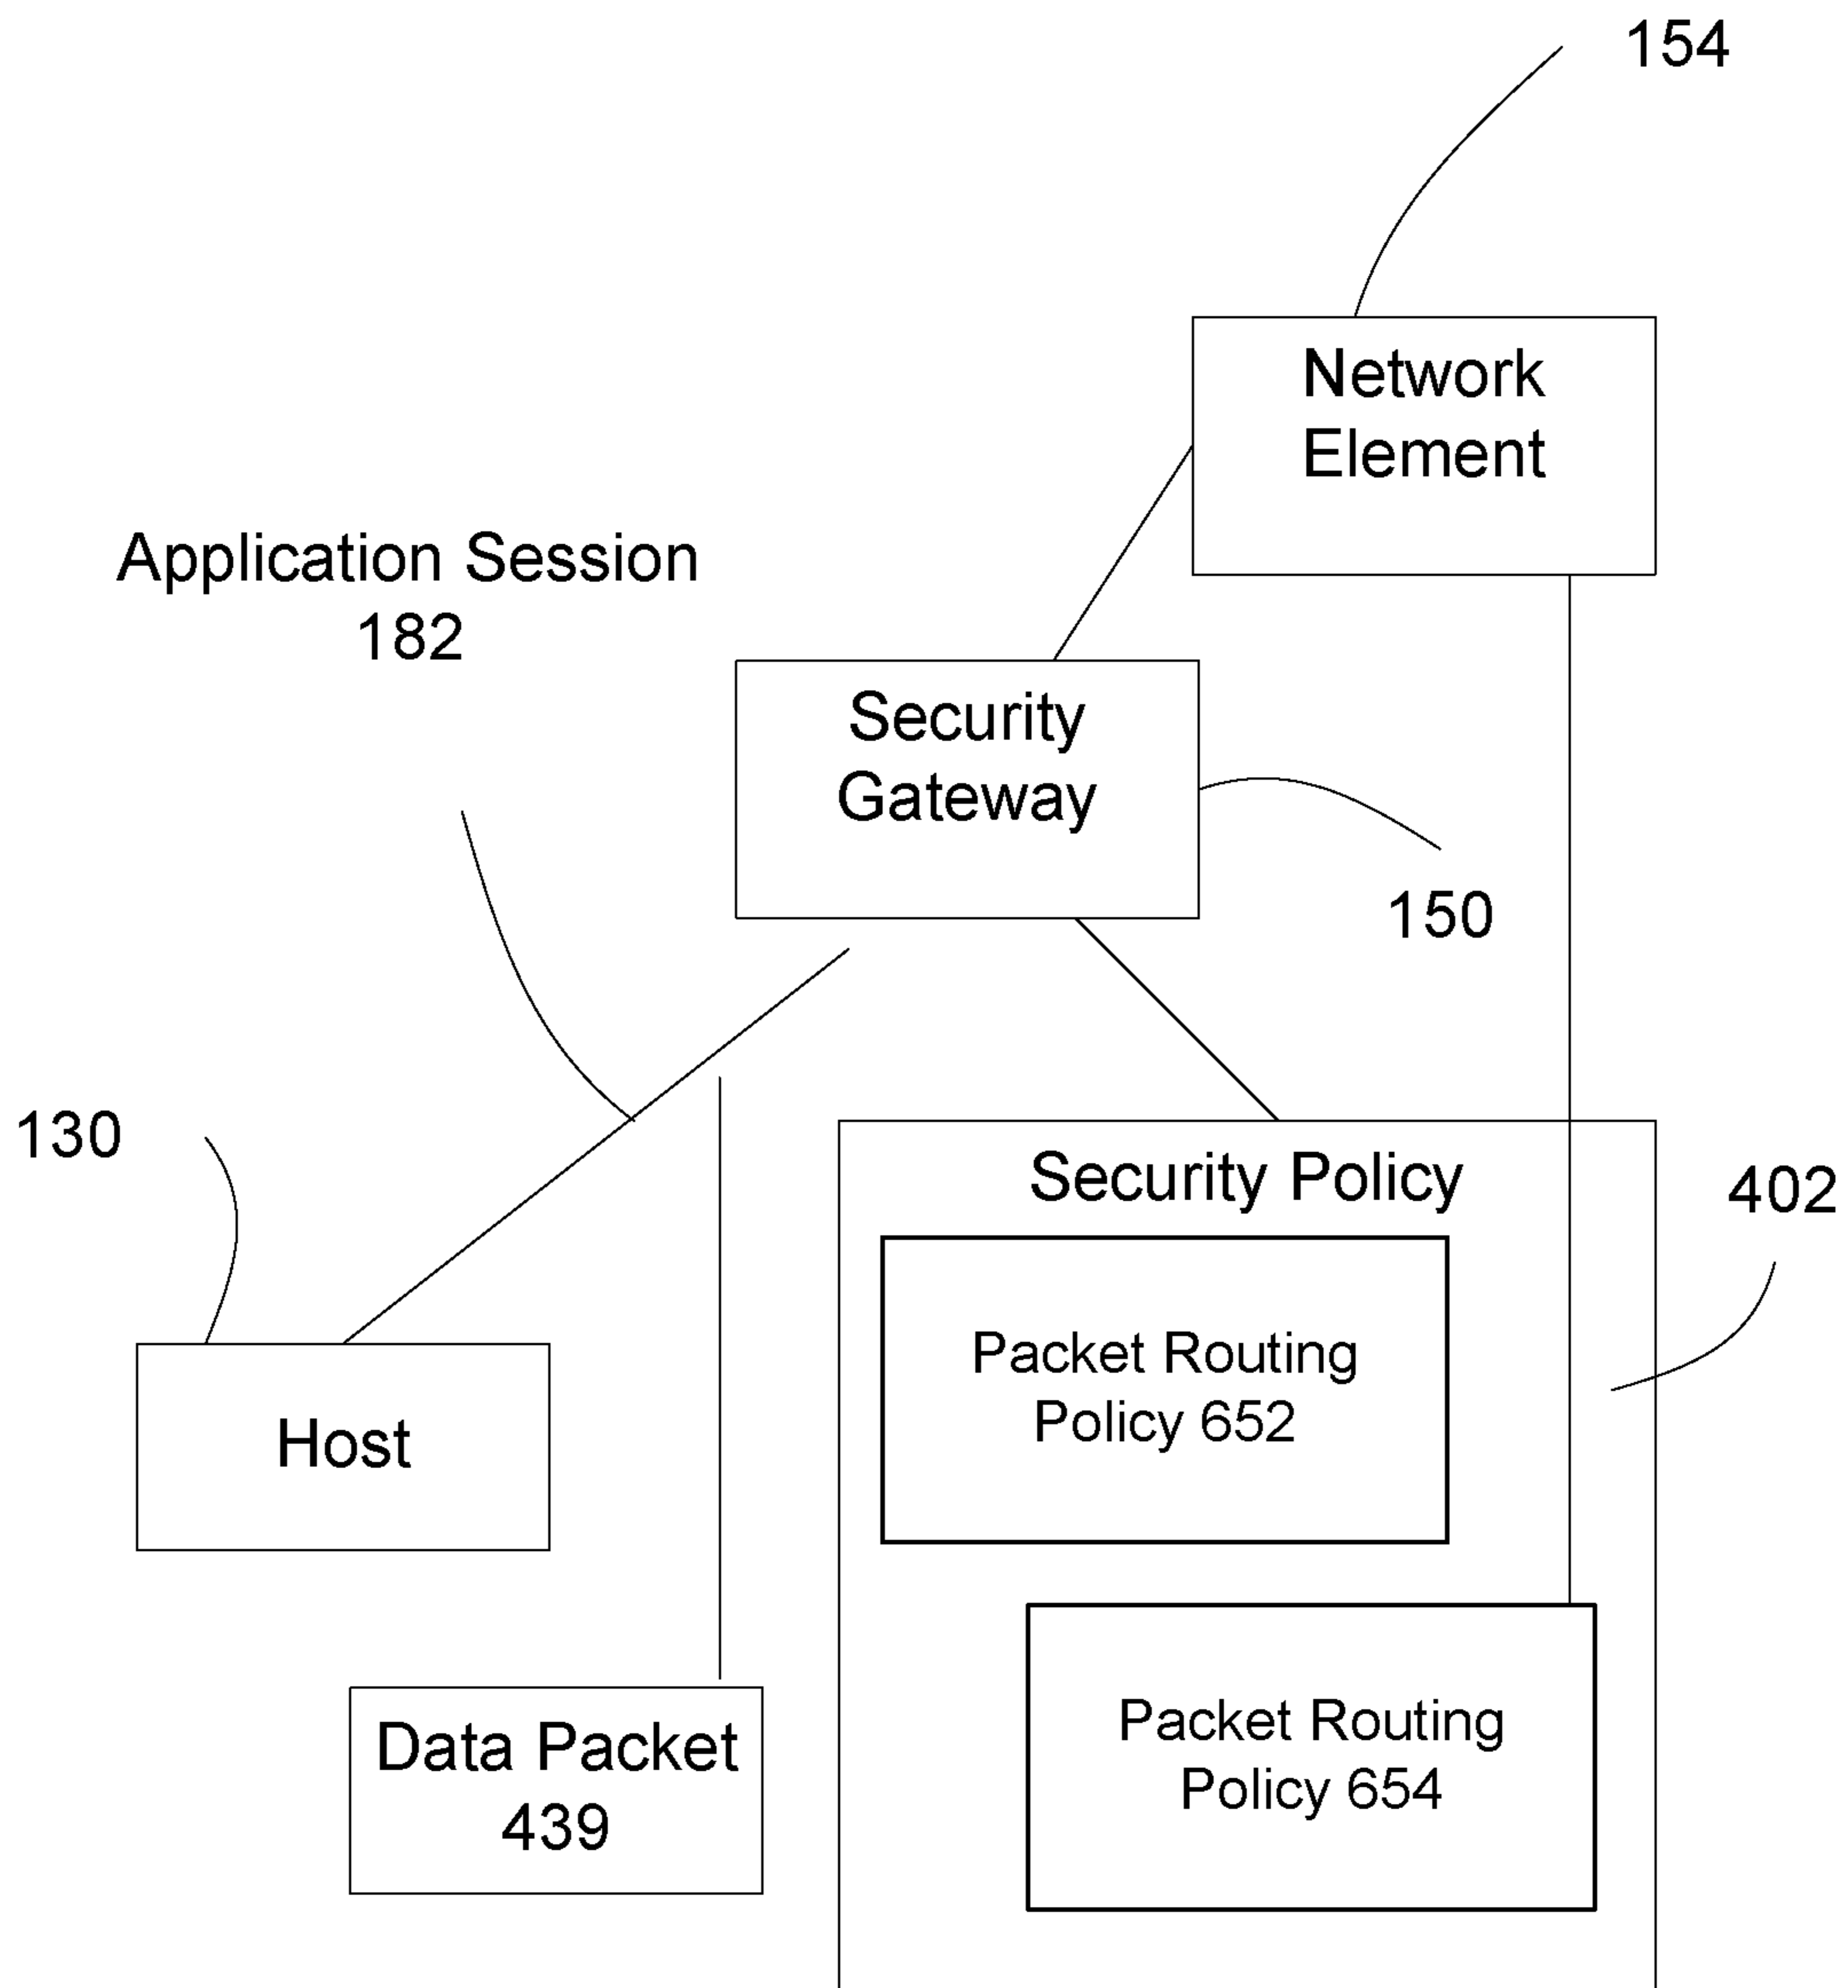 154
Network
Element
Application Session
182
Security
Gateway
150
130
Security Policy
402
Packet Routing
Policy 652
Host
Packet Routing
Policy 654
Data Packet
439